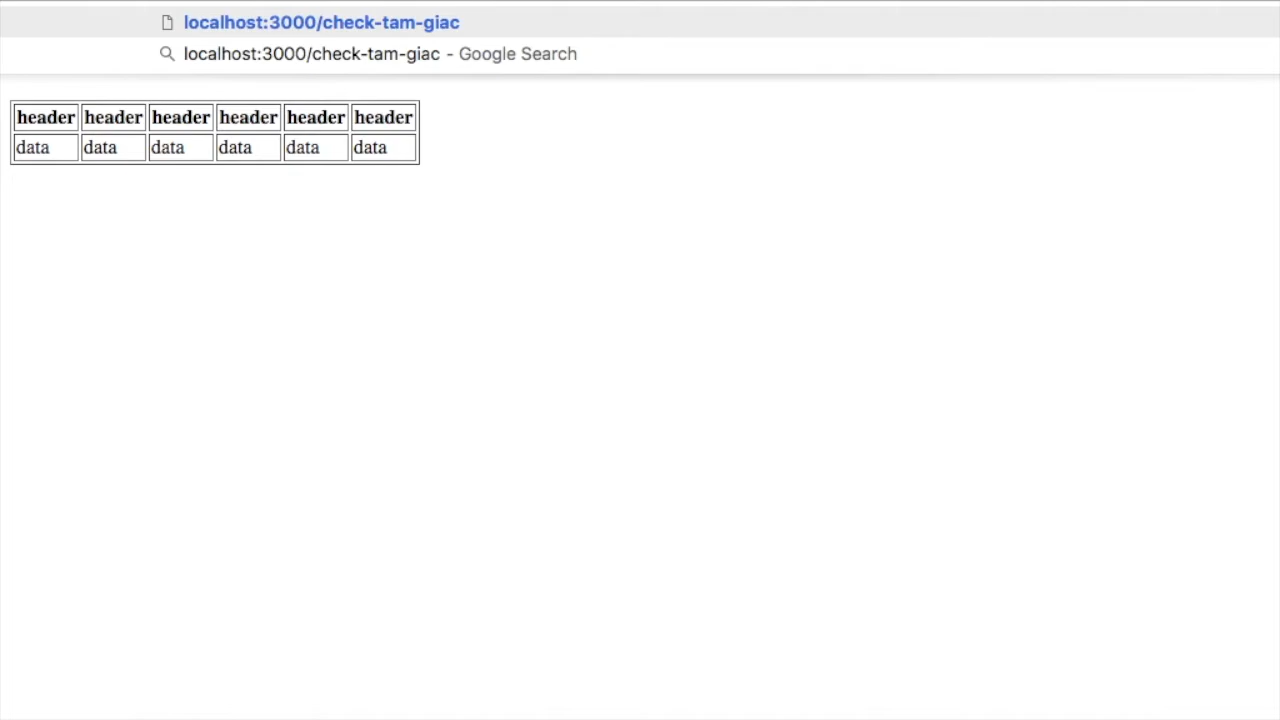 localhost:3000/check-tam-giac
localhost:3000/check-tam-giac - Google Search
header header header header header header
data data data data data data